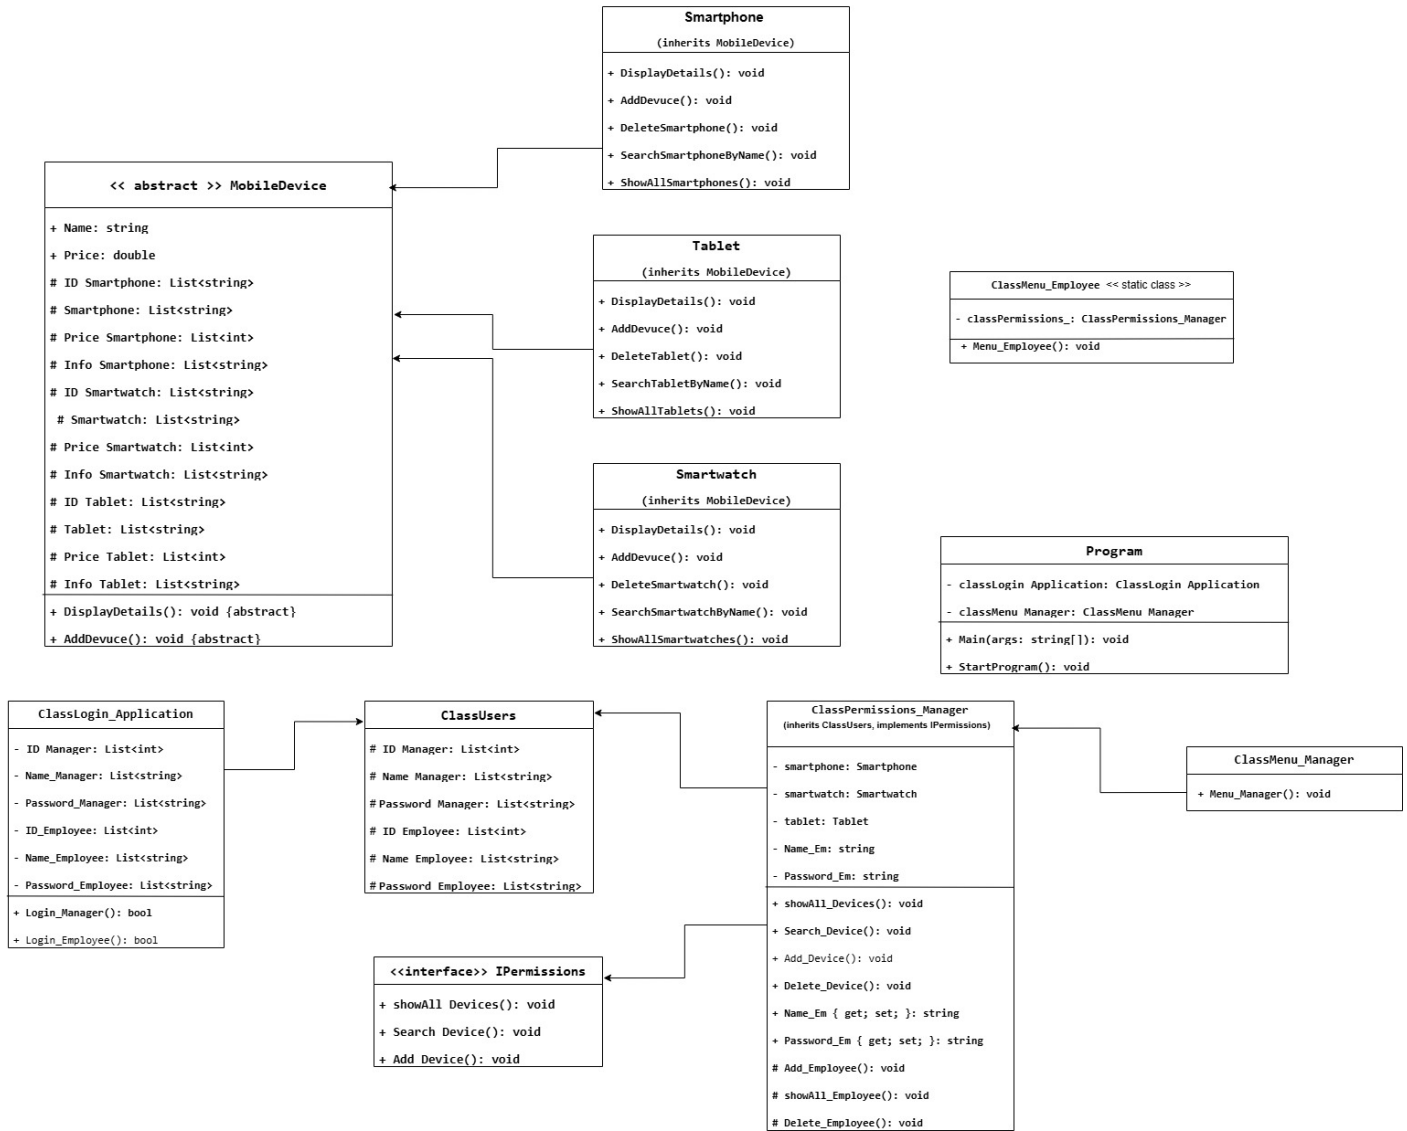 Smartphone
(inherits MobileDevice)
+ DisplayDetails(): void
+ AddDevuce(): void
+ DeleteSmartphone(): void
+ SearchSmartphoneByName(): void
+ ShowAllSmartphones(): void
<< abstract >> MobileDevice
+ Name: string
+ Price: double
# ID Smartphone: List<string>
# Smartphone: List<string>
# Price Smartphone: List<int>
# Info Smartphone: List<string>
# ID Smartwatch: List<string>
# Smartwatch: List<string>
# Price Smartwatch: List<int>
# Info Smartwatch: List<string>
# ID Tablet: List<string>
# Tablet: List<string>
# Price Tablet: List<int>
# Info Tablet: List<string>
+ DisplayDetails(): void {abstract}
+ AddDevuce(): void {abstract}
Tablet
(inherits MobileDevice)
+ DisplayDetails(): void
+ AddDevuce(): void
+ DeleteTablet(): void
+ SearchTabletByName(): void
+ ShowAllTablets(): void
ClassMenu_Employee << static class >>
- classPermissions_: ClassPermissions_Manager
+ Menu_Employee(): void
Smartwatch
(inherits MobileDevice)
+ DisplayDetails(): void
+ AddDevuce(): void
+ DeleteSmartwatch(): void
+ SearchSmartwatchByName(): void
+ ShowAllSmartwatches(): void
Program
- classLogin Application: ClassLogin Application
- classMenu Manager: ClassMenu Manager
+ Main(args: string[]): void
+ StartProgram(): void
ClassLogin_Application
- ID Manager: List<int>
- Name_Manager: List<string>
- Password_Manager: List<string>
- ID_Employee: List<int>
- Name_Employee: List<string>
- Password_Employee: List<string>
+ Login_Manager(): bool
+ Login_Employee(): bool
ClassUsers
# ID Manager: List<int>
# Name Manager: List<string>
# Password Manager: List<string>
# ID Employee: List<int>
# Name Employee: List<string>
# Password Employee: List<string>
<<interface>> IPermissions
+ showAll Devices(): void
+ Search Device(): void
+ Add Device(): void
ClassPermissions_Manager
(inherits ClassUsers, implements IPermissions)
- smartphone: Smartphone
- smartwatch: Smartwatch
- tablet: Tablet
- Name_Em: string
- Password_Em: string
+ showAll_Devices(): void
+ Search_Device(): void
+ Add_Device(): void
+ Delete_Device(): void
+ Name_Em { get; set; }: string
+ Password_Em { get; set; }: string
# Add_Employee(): void
# showAll_Employee(): void
# Delete_Employee(): void
ClassMenu_Manager
+ Menu_Manager(): void